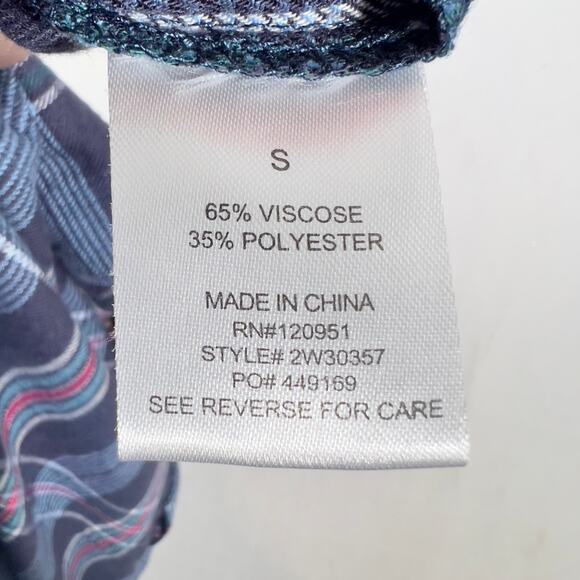 S
65% VISCOSE
35% POLYESTER
MADE IN CHINA
RN#120951
STYLE# 2W30357
PO# 449169
SEE REVERSE FOR CARE